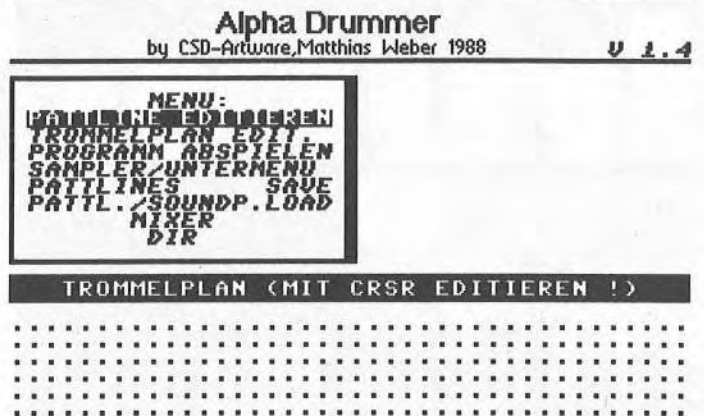 Alpha Drummer
by CSD-Artware,Matthias Weber 1988
V 1.4
MENU:
PATTLINE EDITIEREN
TROMMELPLAN EDIT.
PROGRAMM ABSPIELEN
SAMPLER/UNTERMENU
PATTLINES SAVE
PATTL./SOUNDP.LOAD
MIXER
DIR
TROMMELPLAN (MIT CRSR EDITIEREN !)